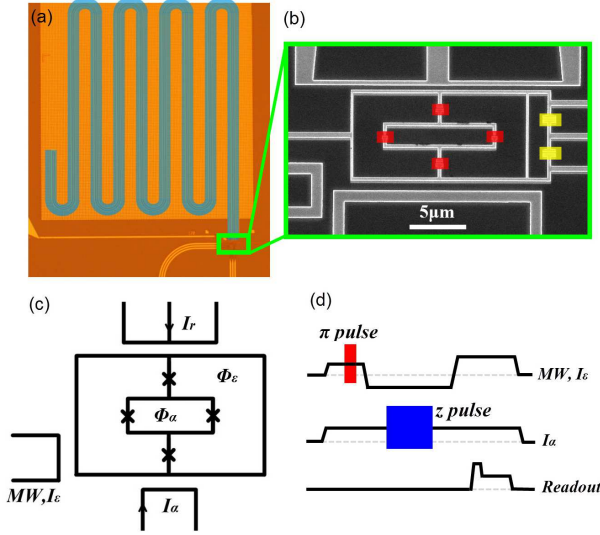 (a)
(b)
5μm
(c)
I_r
Φ_ε
Φ_α
MW,I_ε
I_α
(d)
π pulse
MW, I_ε
z pulse
I_α
Readout